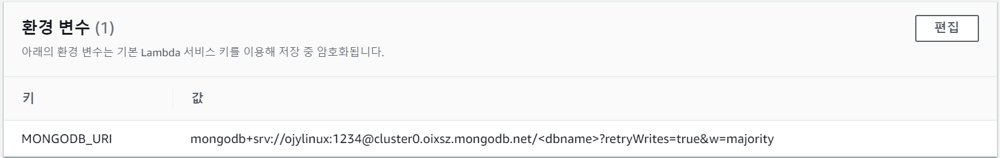 환경 변수 (1)
편집
아래의 환경 변수는 기본 Lambda 서비스 키를 이용해 저장 중 암호화됩니다.
키 값
MONGODB_URI mongodb+srv://ojylinux:1234@cluster0.oixsz.mongodb.net/<dbname>?retryWrites=true&w=majority